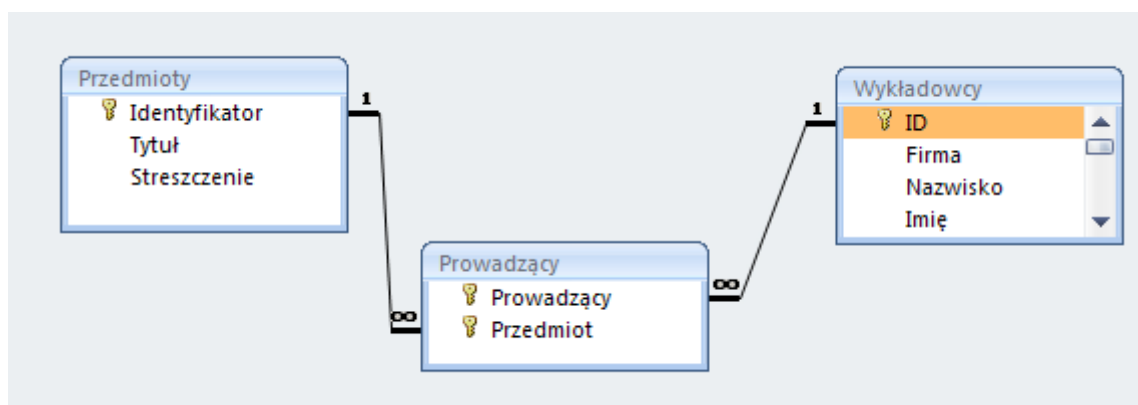 Przedmioty
Identyfikator
Tytuł
Streszczenie
1
∞
Prowadzący
Prowadzący
Przedmiot
∞
1
Wykładowcy
ID
Firma
Nazwisko
Imię